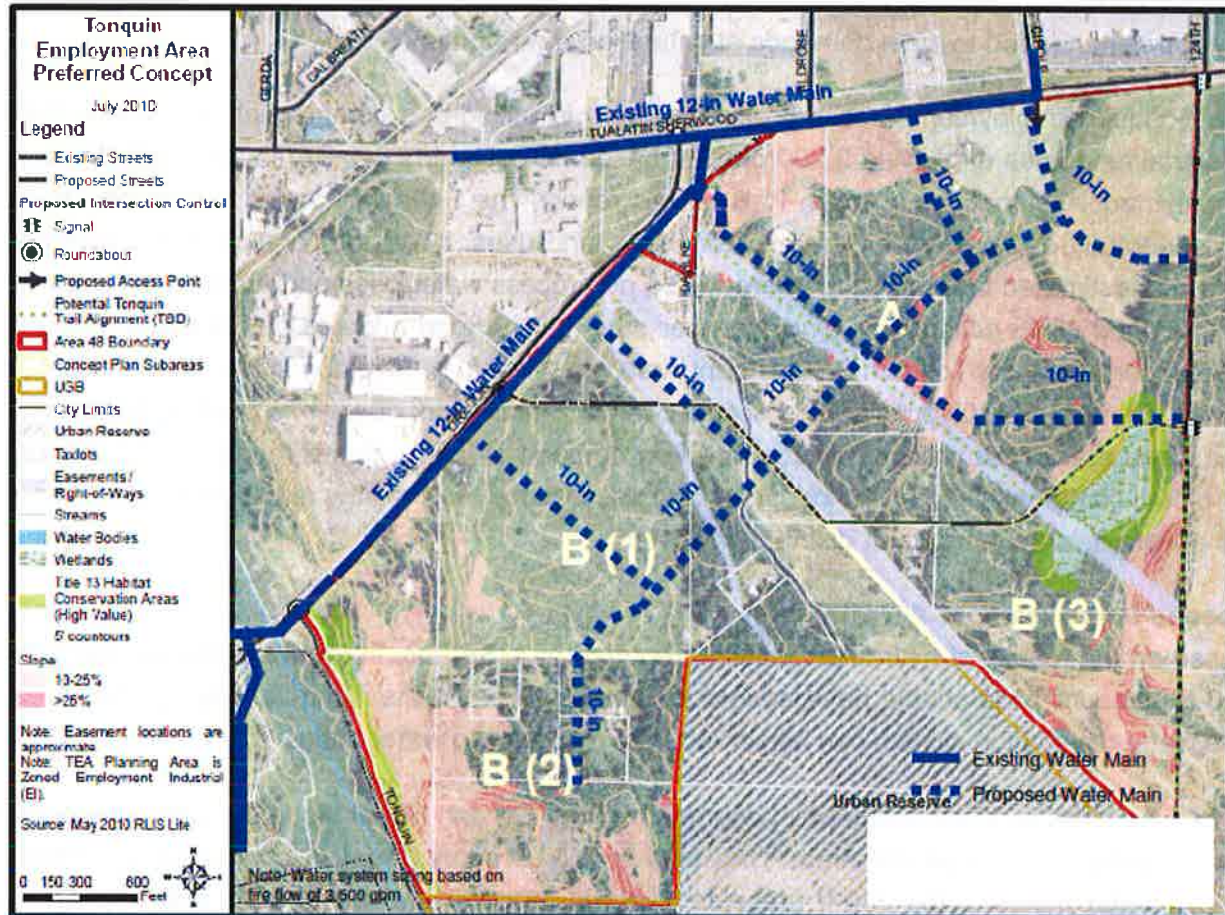 Tonquin
Employment Area
Preferred Concept
July 2010
Legend
Existing Streets
Proposed Streets
Proposed Intersection Control
Signal
Roundabout
Proposed Access Point
Potential Tonquin
Trail Alignment (TBD)
Area 48 Boundary
Concept Plan Subareas
UGB
City Limits
Urban Reserve
Taxlots
Easements /
Right-of-Ways
Streams
Water Bodies
Wetlands
Title 13 Habitat
Conservation Areas
(High Value)
5' countours
Slope
10-25%
>25%
Note: Easement locations are
approximate
Note: TEA Planning Area is
Zoned Employment Industrial
(EI).
Source: May 2010 RLIS Lite
0 150 300 600
Feet
N
GERDA
GALBREATH
124TH
Existing 12-in Water Main
TUALATIN SHERWOOD
10-in
10-in
10-in
10-in
A
10-in
10-in
10-in
Existing 12-in Water Main
10-in
10-in
B (1)
B (3)
10-in
B (2)
TONQUIN
Existing Water Main
Urban Reserve
Proposed Water Main
Note: Water system sizing based on
fire flow of 3,500 gpm